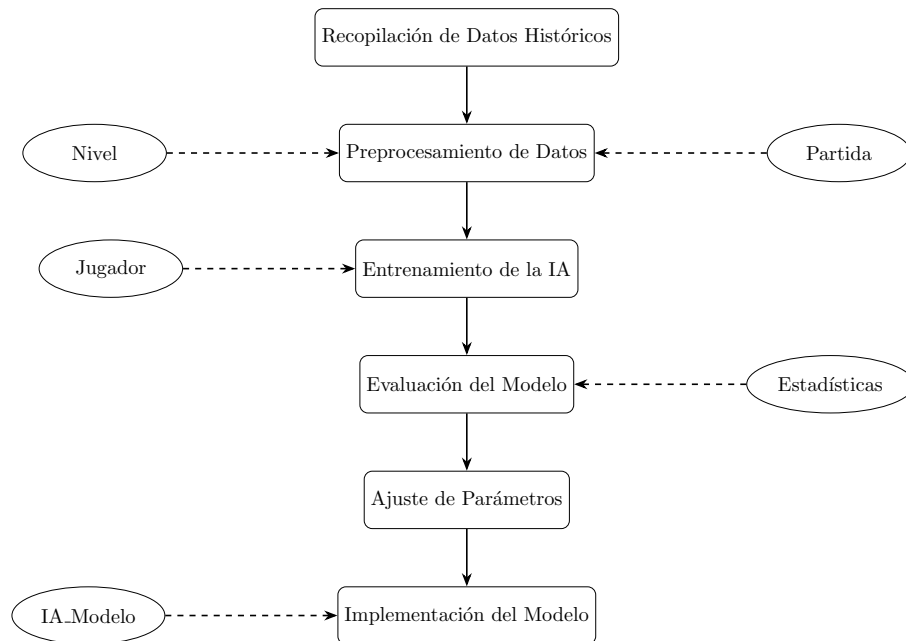 Recopilación de Datos Históricos
Nivel
Preprocesamiento de Datos
Partida
Jugador
Entrenamiento de la IA
Evaluación del Modelo
Estadísticas
Ajuste de Parámetros
IA_Modelo
Implementación del Modelo